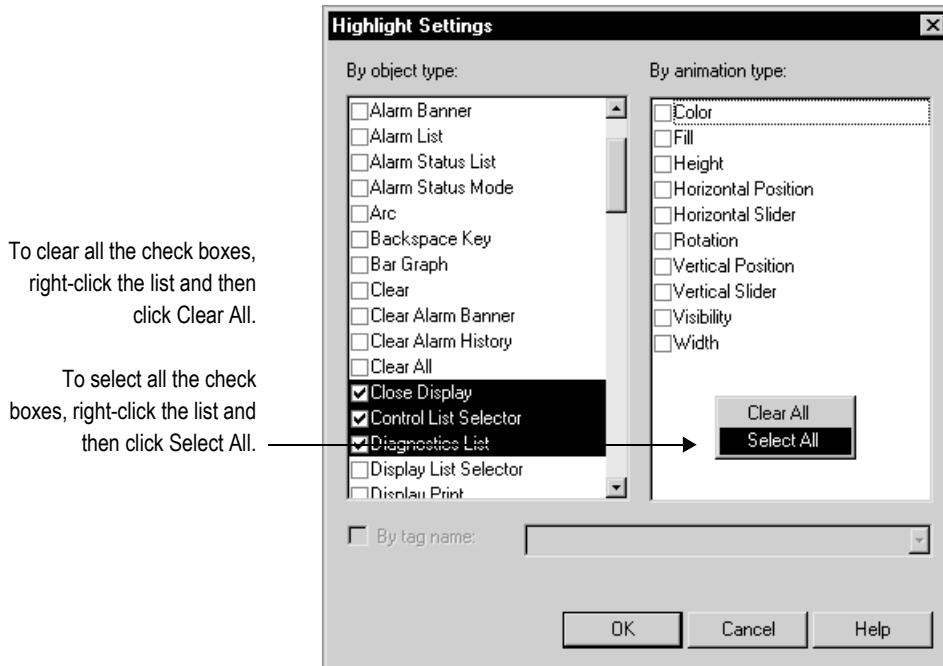 Highlight Settings
By object type:
By animation type:
Alarm Banner
Alarm List
Alarm Status List
Alarm Status Mode
Arc
Backspace Key
Bar Graph
Clear
Clear Alarm Banner
Clear Alarm History
Clear All
Close Display
Control List Selector
Diagnostics List
Display List Selector
Display Print
Color
Fill
Height
Horizontal Position
Horizontal Slider
Rotation
Vertical Position
Vertical Slider
Visibility
Width
Clear All
Select All
To clear all the check boxes,
right-click the list and then
click Clear All.
To select all the check
boxes, right-click the list and
then click Select All.
By tag name:
OK
Cancel
Help